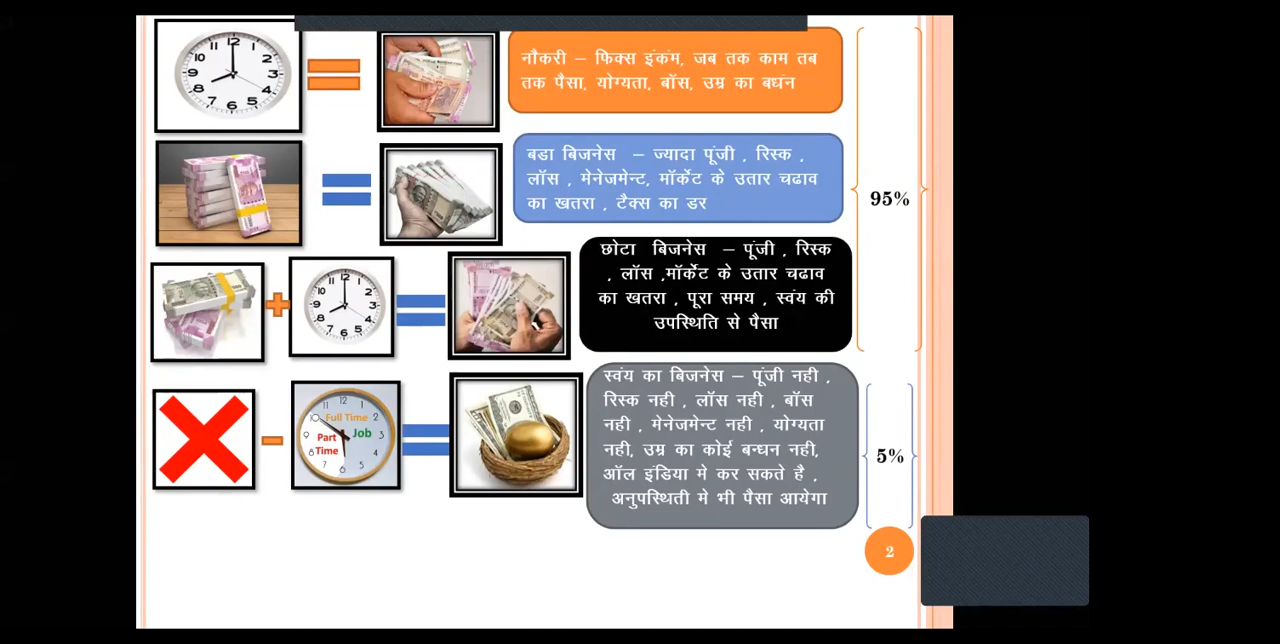 नौकरी – फिक्स इंकंम, जब तक काम तब
तक पैसा, योग्यता, बॉस, उम्र का बधंन
बडा बिजनेस – ज्यादा पूंजी , रिस्क ,
लॉस , मेनेजमेन्ट, मॉर्केट के उतार चढाव
का खतरा , टैक्स का डर
95%
छोटा बिजनेस – पूंजी , रिस्क
, लॉस ,मॉर्केट के उतार चढाव
का खतरा , पूरा समय , स्वंय की
उपस्थिति से पैसा
Full Time
Part
Time
Job
स्वंय का बिजनेस – पूंजी नही ,
रिस्क नही , लॉस नही , बॉस
नही , मेनेजमेन्ट नही , योग्यता
नही, उम्र का कोई बन्धन नही,
ऑल इंडिया मे कर सकते है ,
अनुपस्थिती मे भी पैसा आयेगा
5%
2